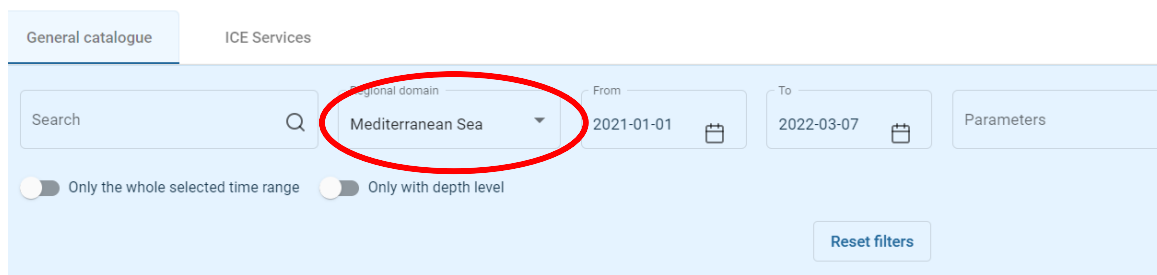 General catalogue
ICE Services
Search
Regional domain
Mediterranean Sea
From
2021-01-01
To
2022-03-07
Parameters
Only the whole selected time range
Only with depth level
Reset filters